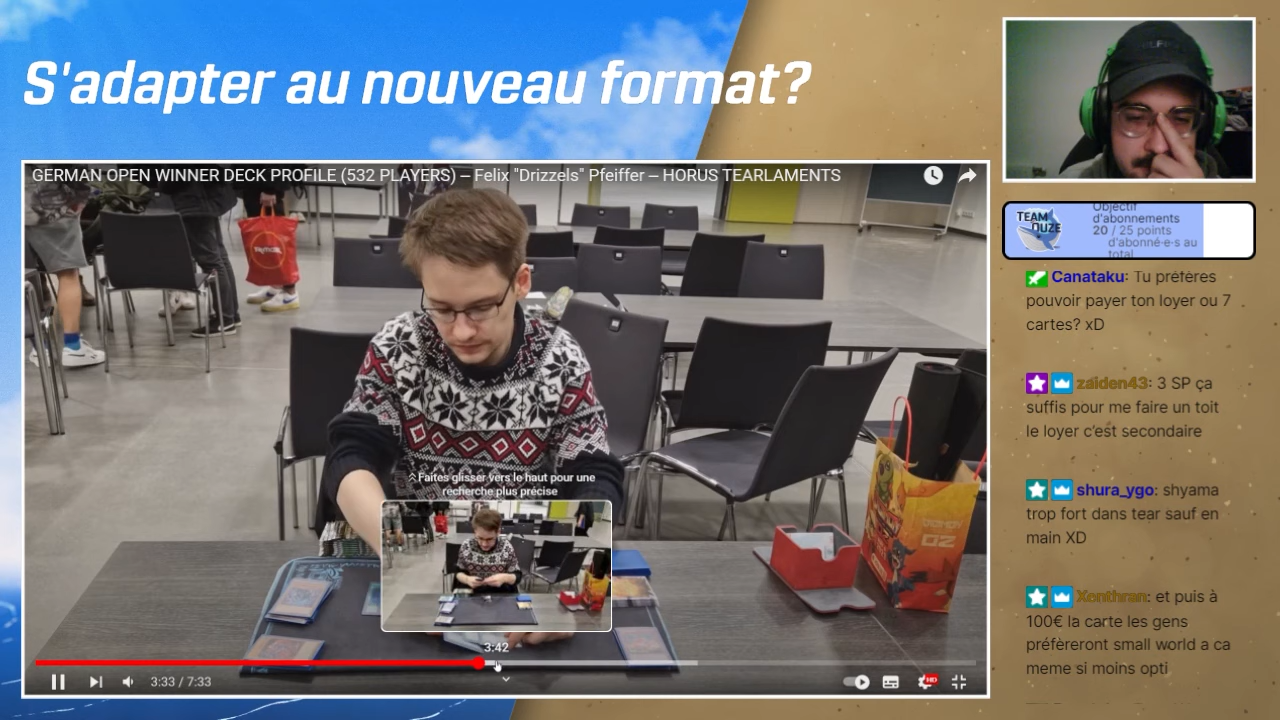 S'adapter au nouveau format?
GERMAN OPEN WINNER DECK PROFILE (532 PLAYERS) – Felix "Drizzels" Pfeiffer – HORUS TEARLAMENTS
Faites glisser vers le haut pour une
recherche plus précise
3:42
3:33 / 7:33
HD
OZ
TEAM
OUZE
Objectif
d'abonnements
20 / 25 points
d'abonné·e·s au
total
Canataku: Tu préfères
pouvoir payer ton loyer ou 7
cartes? xD
zaiden43: 3 SP ça
suffis pour me faire un toit
le loyer c'est secondaire
shura_ygo: shyama
trop fort dans tear sauf en
main XD
Xenthran: et puis à
100€ la carte les gens
préfèreront small world a ca
meme si moins opti